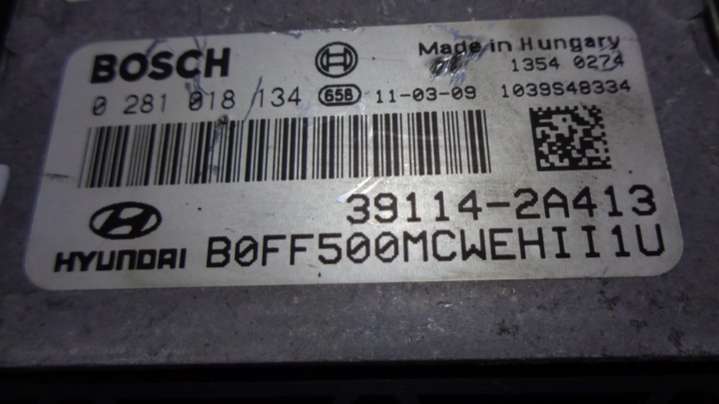 BOSCH
Made in Hungary
1354 0274
0 281 018 134 658 11-03-09 1039S48334
39114-2A413
HYUNDAI B0FF500MCWEHII1U